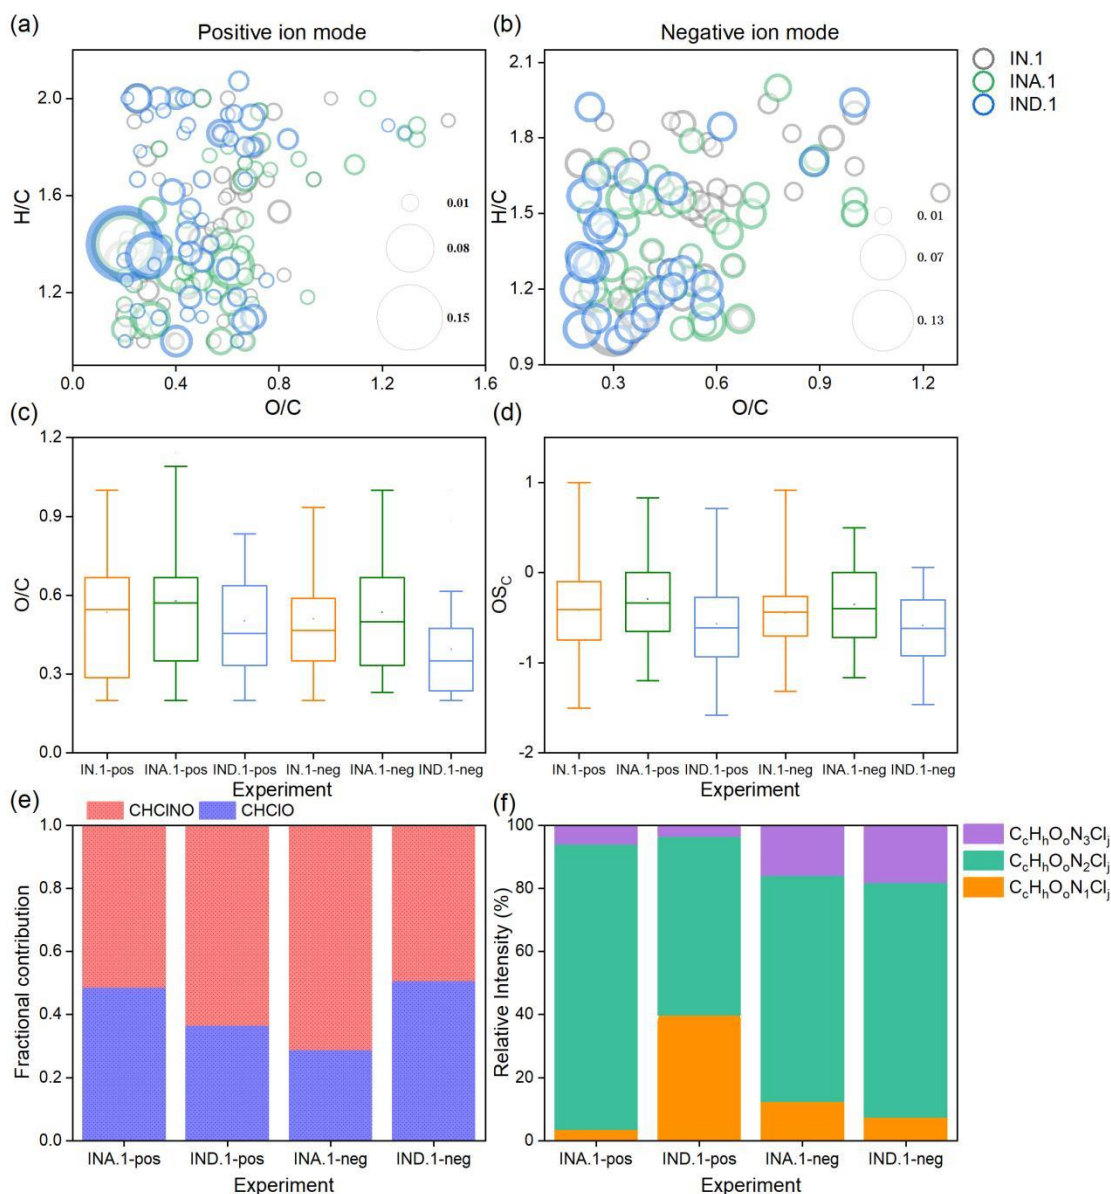 (a)
Positive ion mode
(b)
Negative ion mode
IN.1
INA.1
IND.1
H/C
2.0
1.6
1.2
0.01
0.08
0.15
0.0 0.4 0.8 1.2 1.6
O/C
H/C
2.1
1.8
1.5
1.2
0.9
0. 01
0. 07
0. 13
0.3 0.6 0.9 1.2
O/C
(c)
O/C
1.2
0.9
0.6
0.3
0.0
IN.1-pos INA.1-pos IND.1-pos IN.1-neg INA.1-neg IND.1-neg
Experiment
(d)
OSC
1
0
-1
-2
IN.1-pos INA.1-pos IND.1-pos IN.1-neg INA.1-neg IND.1-neg
Experiment
(e)
CHClNO CHClO
Fractional contribution
1.0
0.8
0.6
0.4
0.2
0.0
INA.1-pos IND.1-pos INA.1-neg IND.1-neg
Experiment
(f)
Relative Intensity (%)
100
80
60
40
20
0
INA.1-pos IND.1-pos INA.1-neg IND.1-neg
Experiment
CcHhOoN3Clj
CcHhOoN2Clj
CcHhOoN1Clj